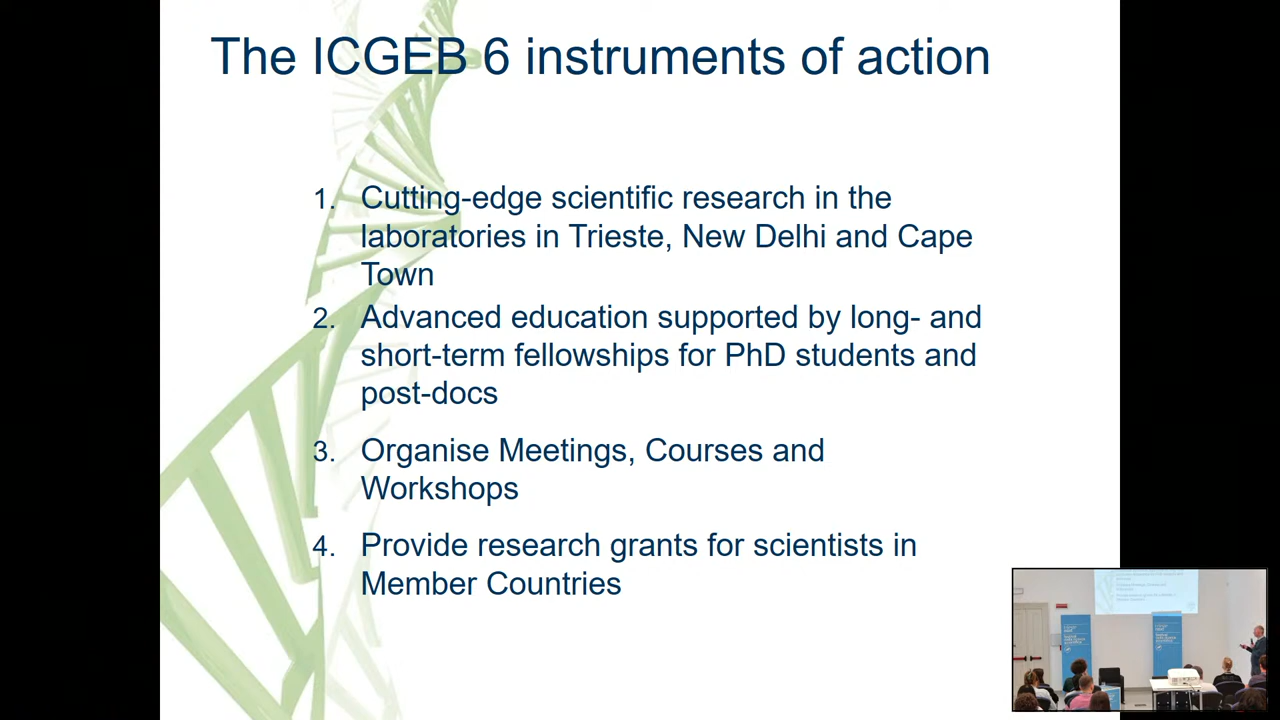 The ICGEB 6 instruments of action
1. Cutting-edge scientific research in the
laboratories in Trieste, New Delhi and Cape
Town
2. Advanced education supported by long- and
short-term fellowships for PhD students and
post-docs
3. Organise Meetings, Courses and
Workshops
4. Provide research grants for scientists in
Member Countries